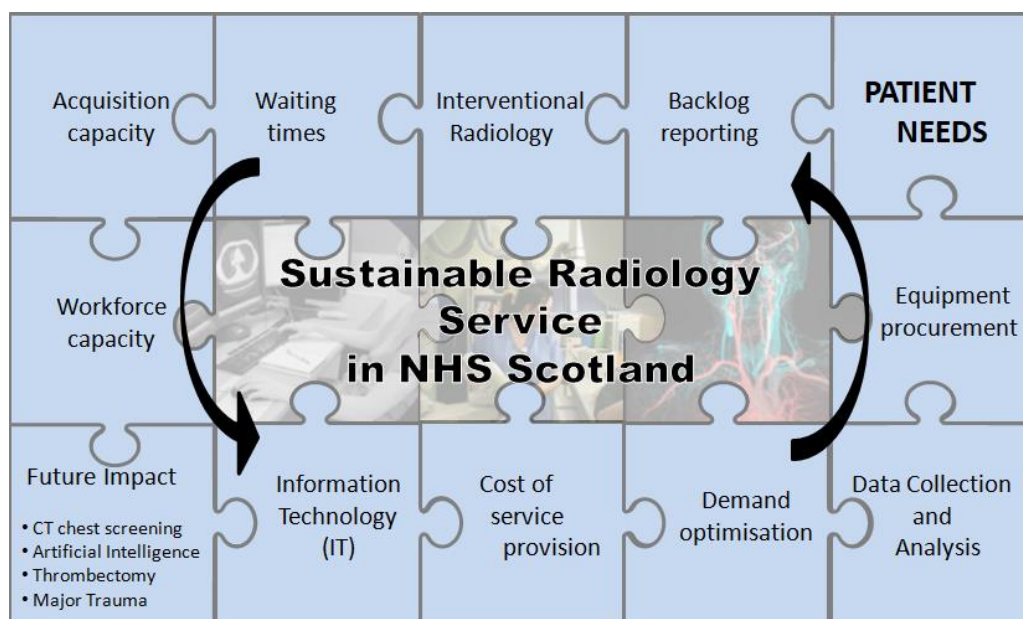 Acquisition
capacity
Waiting
times
Interventional
Radiology
Backlog
reporting
PATIENT
NEEDS
Workforce
capacity
Sustainable Radiology
Service
in NHS Scotland
Equipment
procurement
Future Impact
• CT chest screening
• Artificial Intelligence
• Thrombectomy
• Major Trauma
Information
Technology
(IT)
Cost of
service
provision
Demand
optimisation
Data Collection
and
Analysis